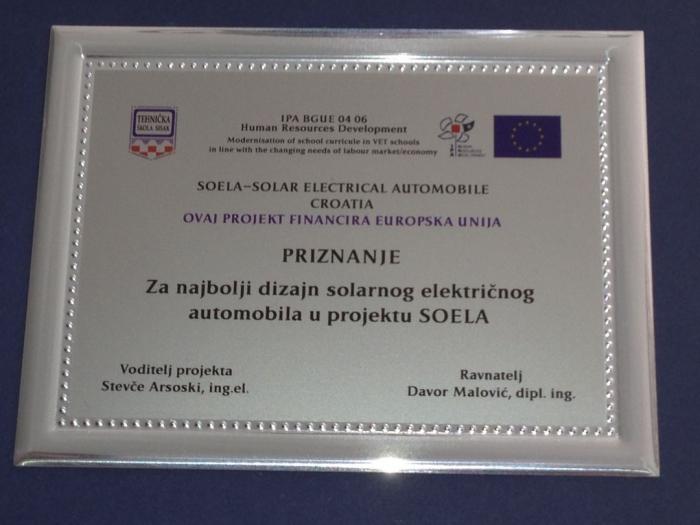 TEHNIČKA
ŠKOLA SISAK
IPA BGUE 04 06
Human Resources Development
Modernisation of school curricule in VET schools
in line with the changing needs of labour market/economy
SOELA-SOLAR ELECTRICAL AUTOMOBILE
CROATIA
OVAJ PROJEKT FINANCIRA EUROPSKA UNIJA
PRIZNANJE
Za najbolji dizajn solarnog električnog
automobila u projektu SOELA
Voditelj projekta
Stevče Arsoski, ing.el.
Ravnatelj
Davor Malović, dipl. ing.